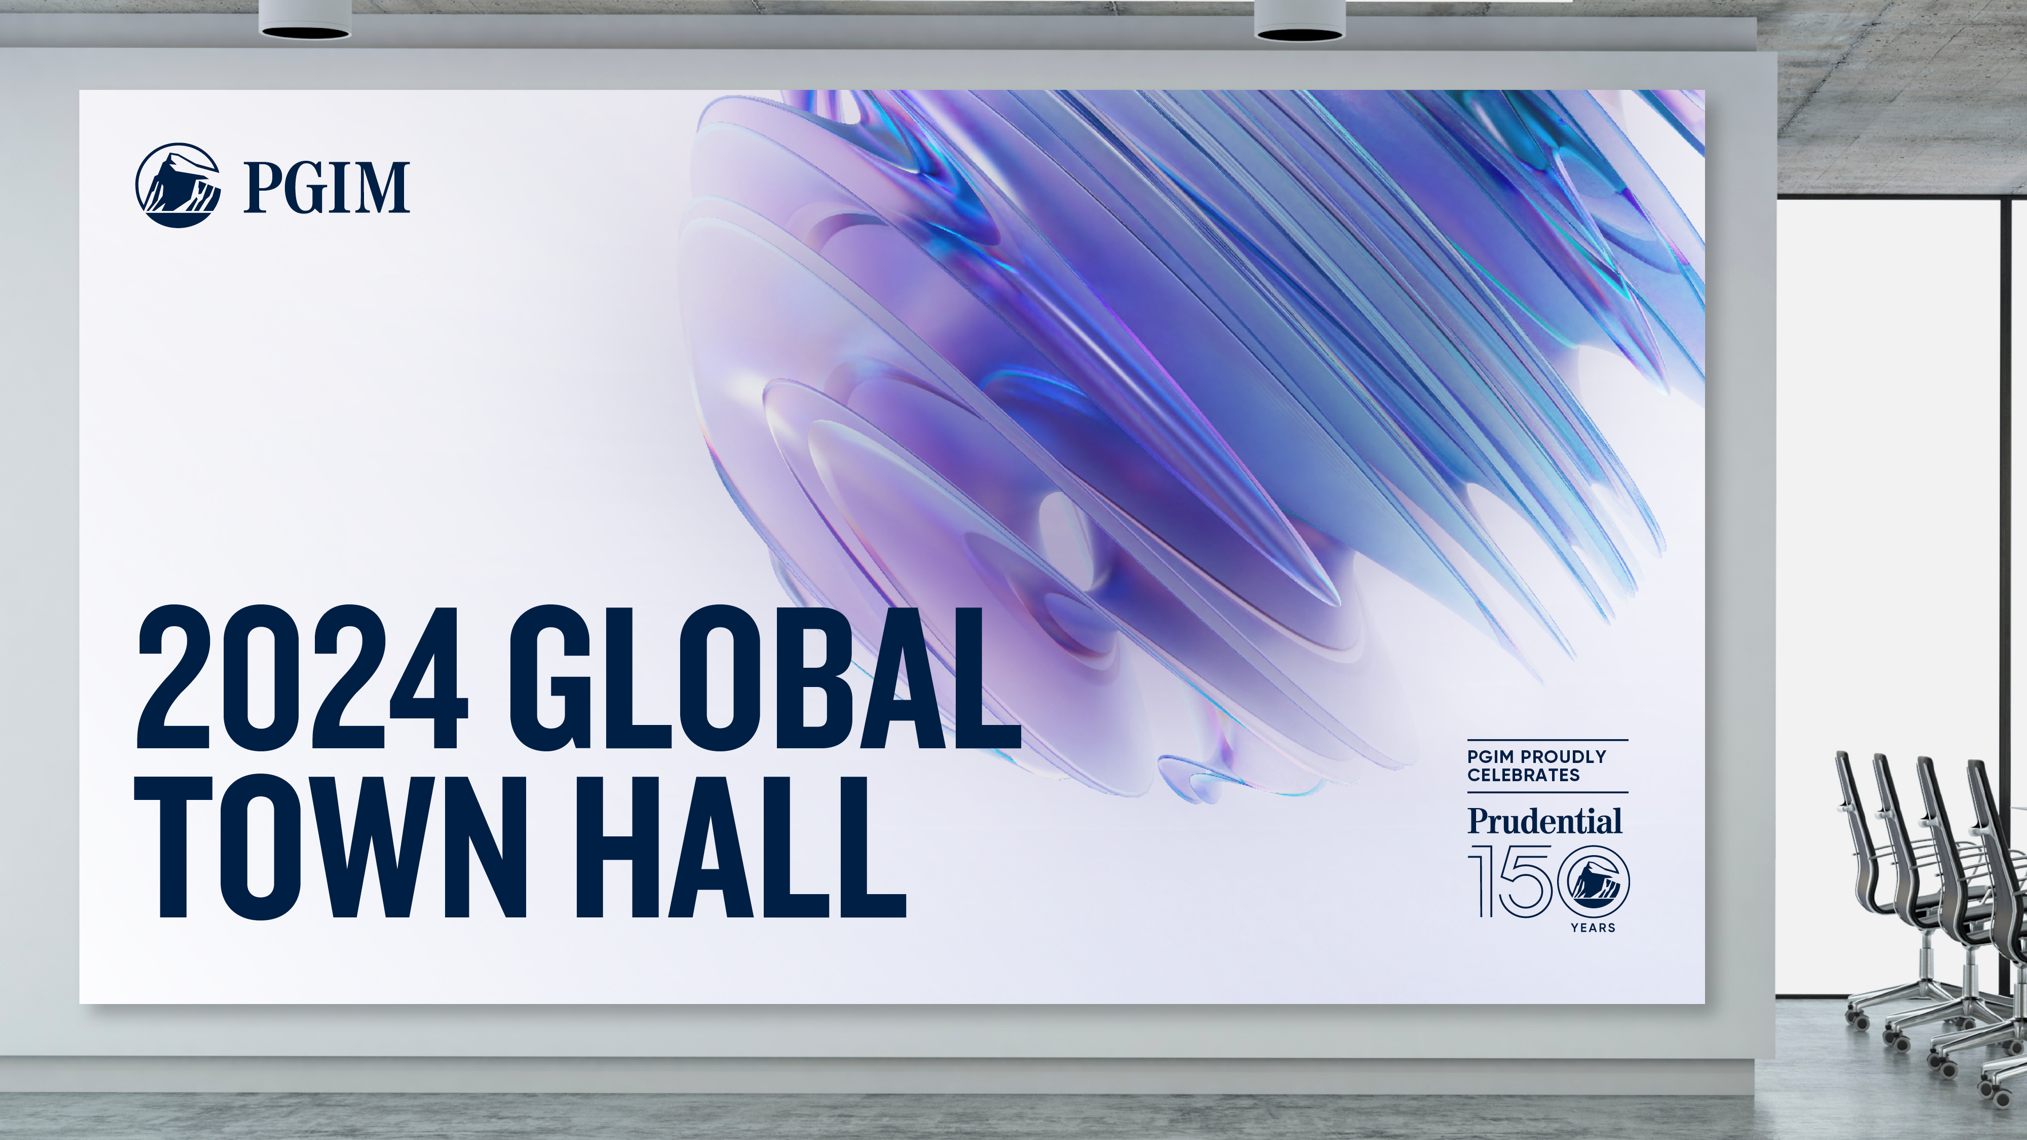 PGIM
2024 GLOBAL
TOWN HALL
PGIM PROUDLY
CELEBRATES
Prudential
150
YEARS